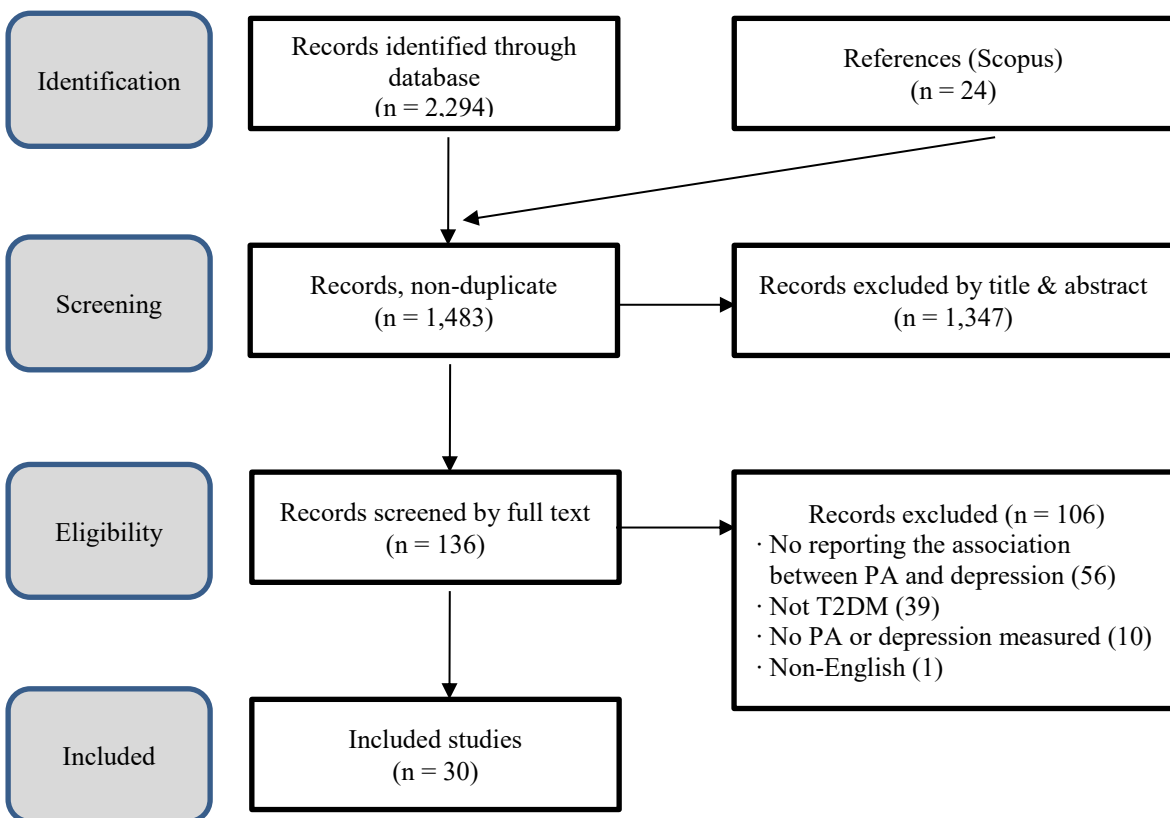 Identification
Records identified through
database
(n = 2,294)
References (Scopus)
(n = 24)
Screening
Records, non-duplicate
(n = 1,483)
Records excluded by title & abstract
(n = 1,347)
Eligibility
Records screened by full text
(n = 136)
Records excluded (n = 106)
· No reporting the association
between PA and depression (56)
· Not T2DM (39)
· No PA or depression measured (10)
· Non-English (1)
Included
Included studies
(n = 30)